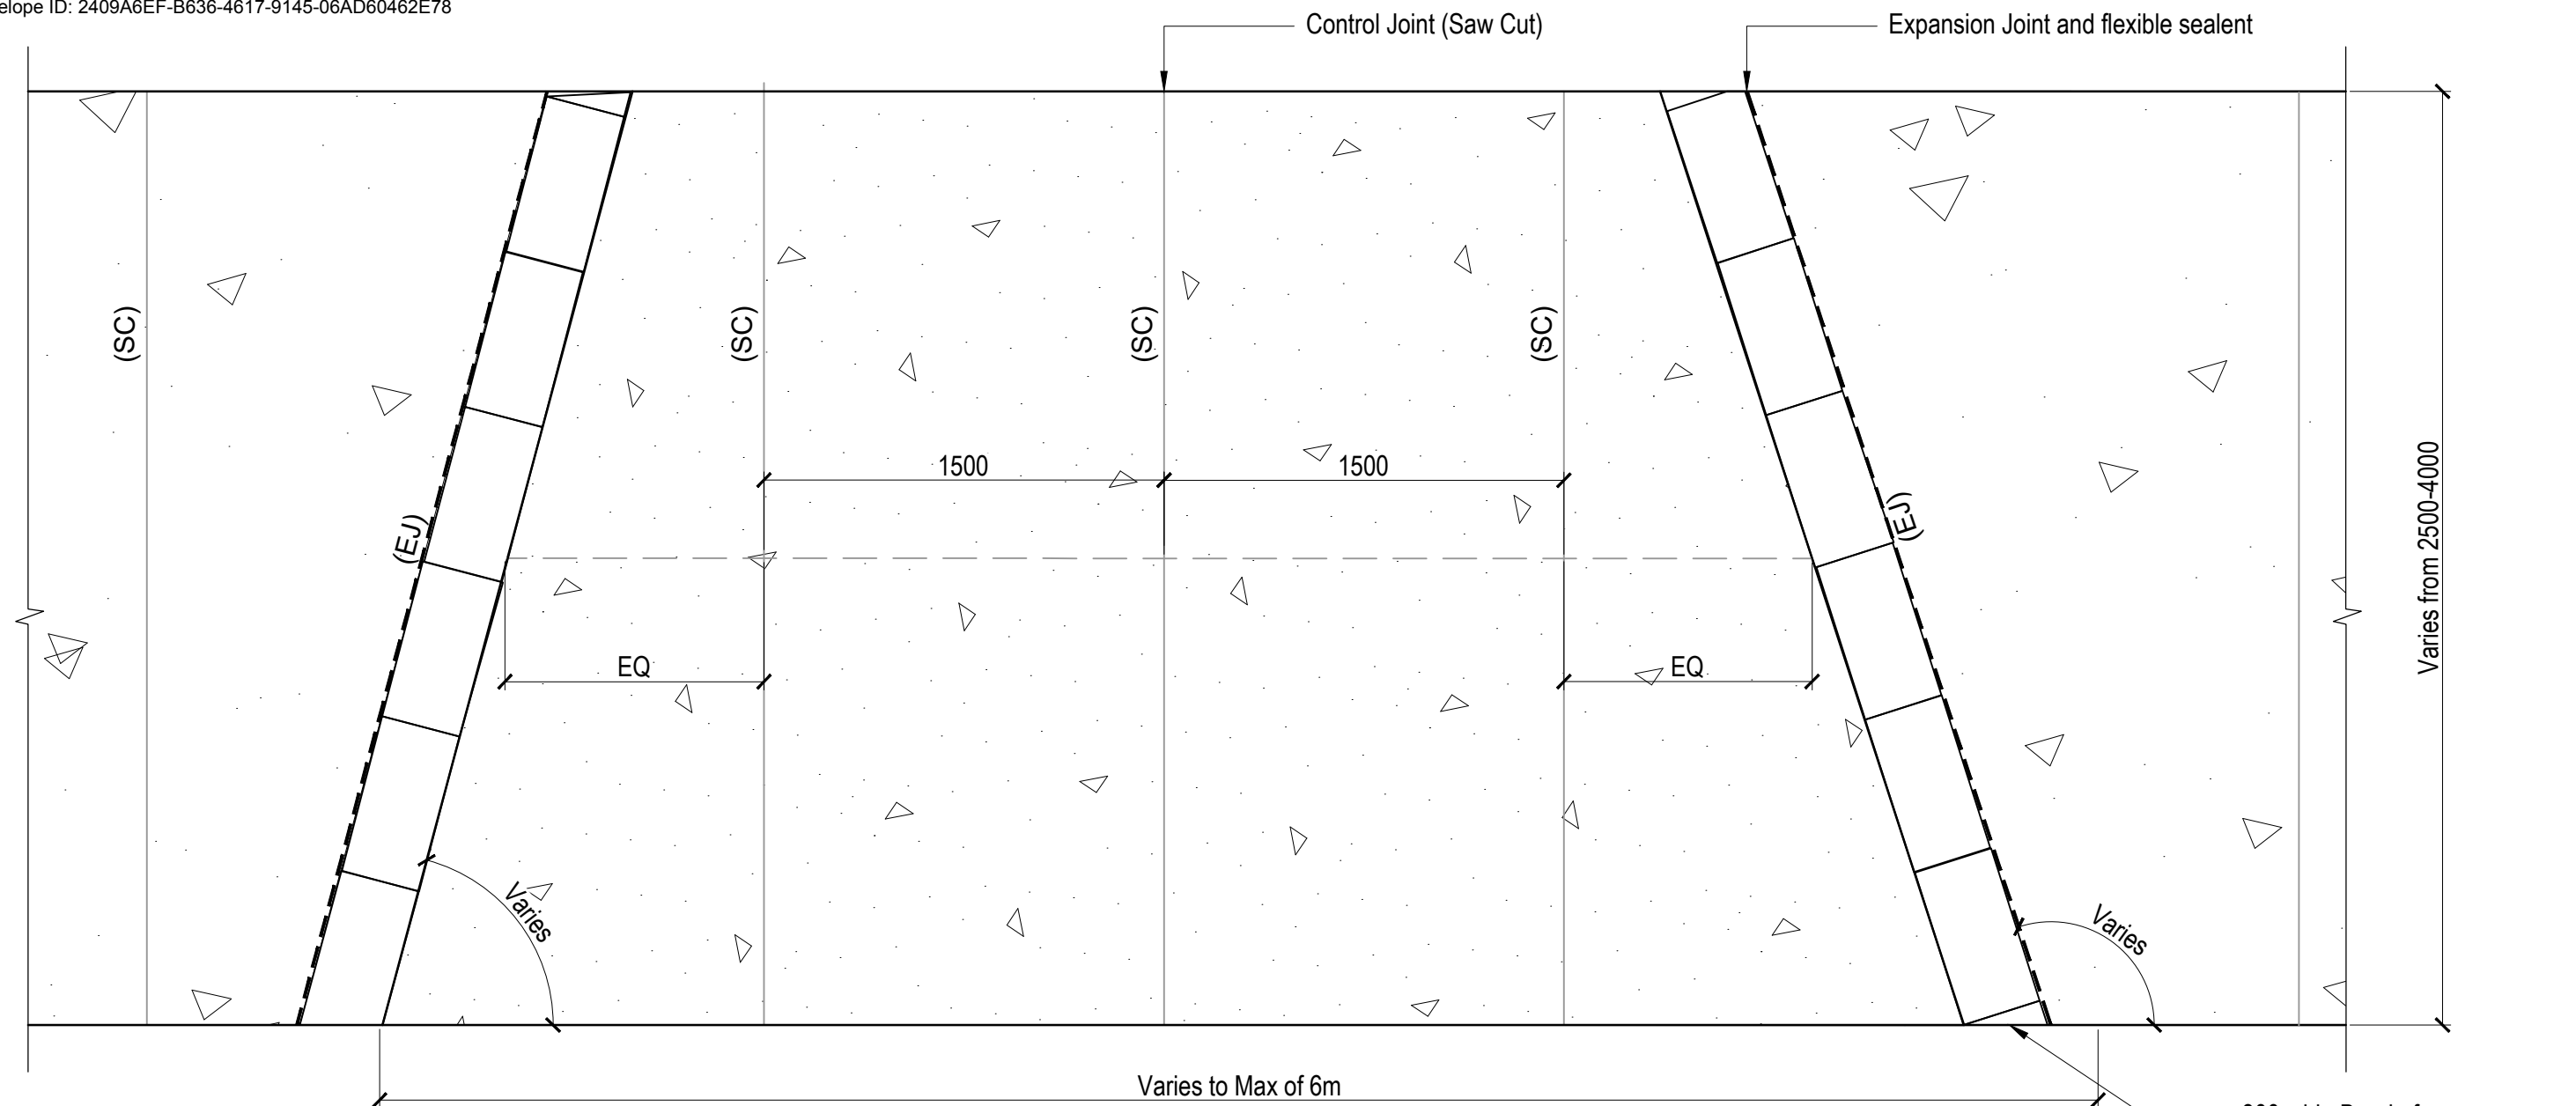 elope ID: 2409A6EF-B636-4617-9145-06AD60462E78
Control Joint (Saw Cut)
Expansion Joint and flexible sealent
(SC)
(SC)
(SC)
(SC)
1500
1500
(EJ)
(EJ)
Varies from 2500-4000
EQ
EQ
Varies
Varies
Varies to Max of 6m